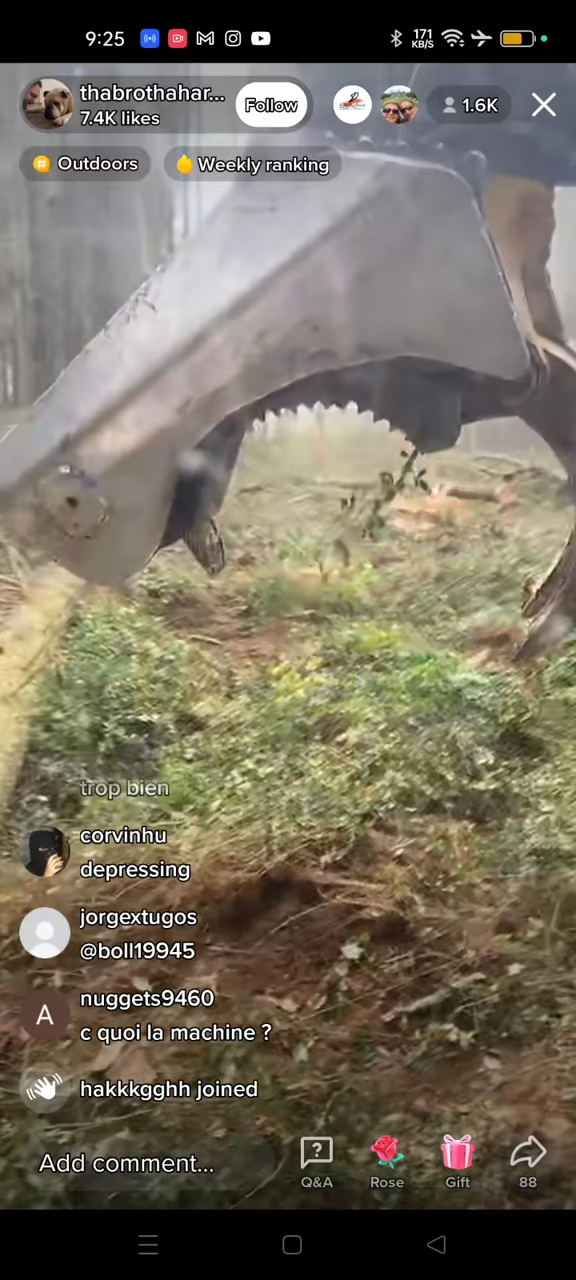 9:25
171
KB/S
thabrothahar...
7.4K likes
Follow
1.6K
Outdoors
Weekly ranking
trop bien
corvinhu
depressing
jorgextugos
@boll19945
A
nuggets9460
c quoi la machine ?
hakkkgghh joined
Add comment...
Q&A
Rose
Gift
88